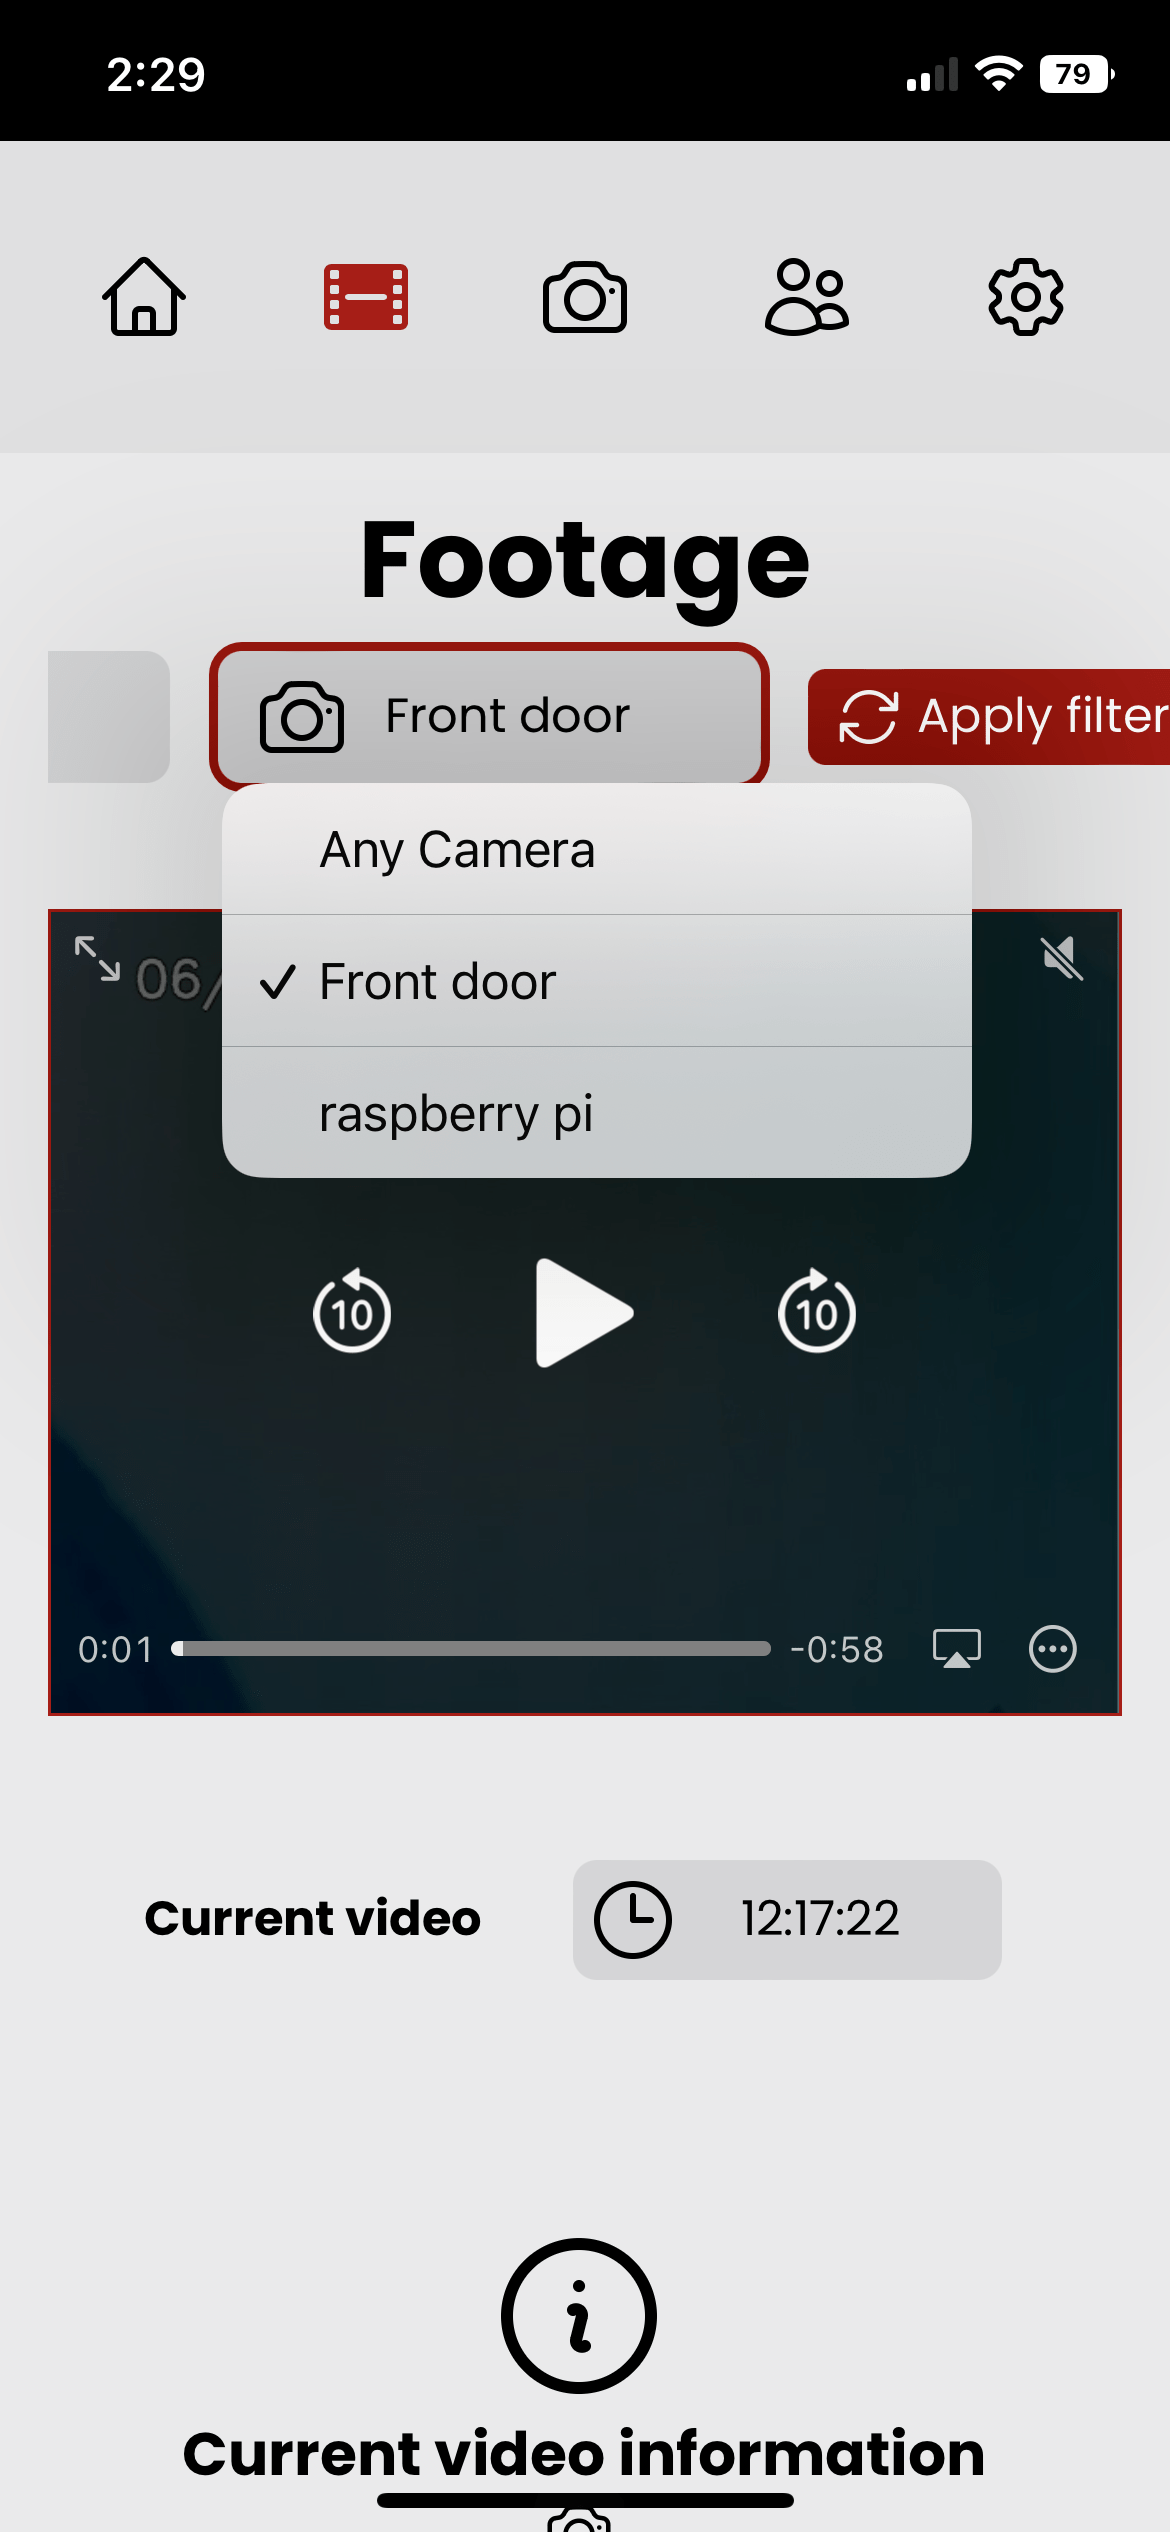 2:29
79
Footage
Front door
Apply filter
Any Camera
06/
✓ Front door
raspberry pi
10
10
0:01
-0:58
Current video
12:17:22
Current video information